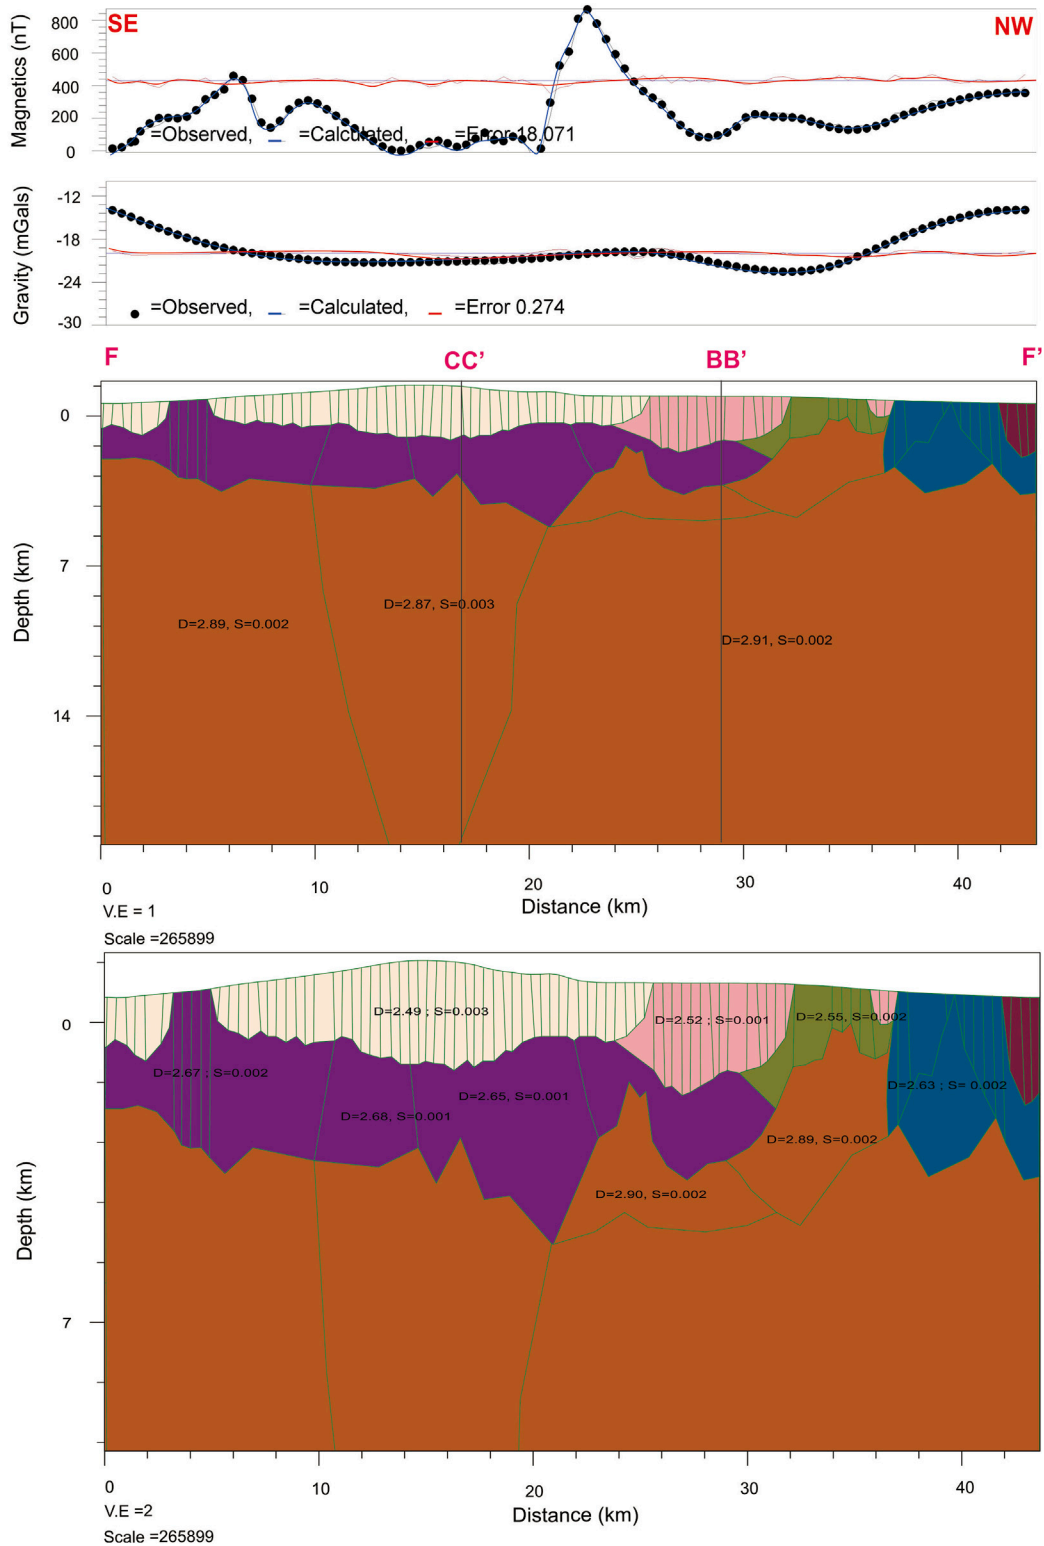 SE
NW
Magnetics (nT)
800
600
400
200
0
=Observed, =Calculated, =Error 18.071
Gravity (mGals)
-12
-18
-24
-30
=Observed, =Calculated, =Error 0.274
F CC' BB' F'
Depth (km)
0
7
14
D=2.89, S=0.002
D=2.87, S=0.003
D=2.91, S=0.002
0 10 20 30 40
Distance (km)
V.E = 1
Scale =265899
Depth (km)
0
7
D=2.49 ; S=0.003
D=2.52 ; S=0.001
D=2.55, S=0.002
D=2.67 ; S=0.002
D=2.63 ; S= 0.002
D=2.65, S=0.001
D=2.68, S=0.001
D=2.89, S=0.002
D=2.90, S=0.002
0 10 20 30 40
Distance (km)
V.E =2
Scale =265899